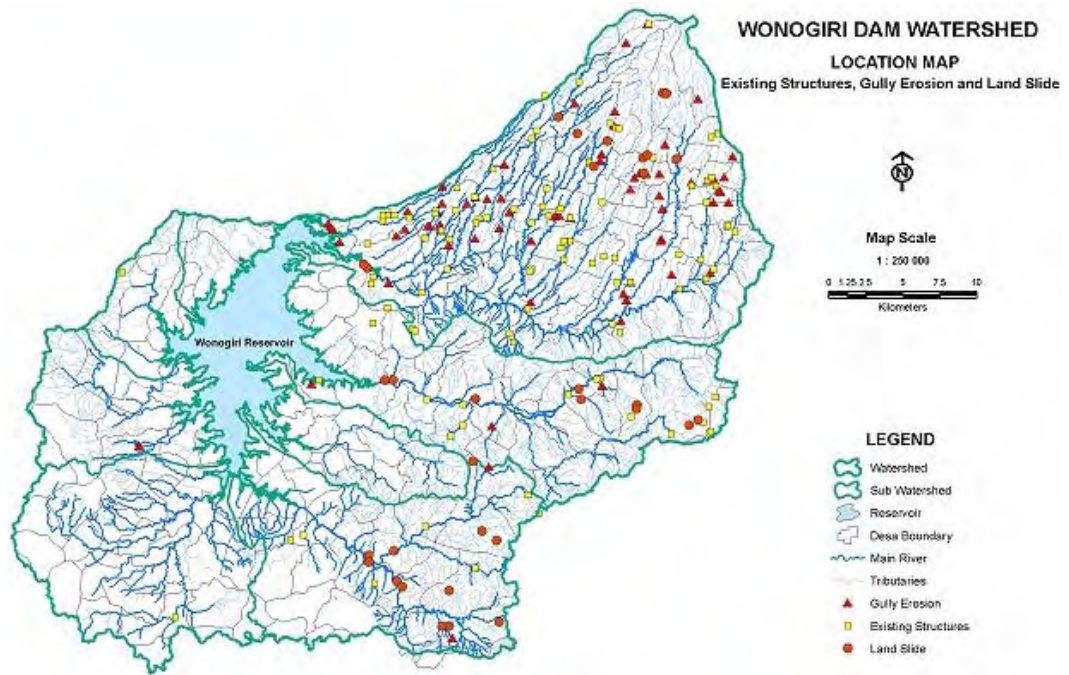 WONOGIRI DAM WATERSHED
LOCATION MAP
Existing Structures, Gully Erosion and Land Slide
N
Map Scale
1 : 250 000
0 1.25 2.5 5 7.5 10
Kilometers
Wonogiri Reservoir
LEGEND
Watershed
Sub Watershed
Reservoir
Desa Boundary
Main River
Tributaries
Gully Erosion
Existing Structures
Land Slide